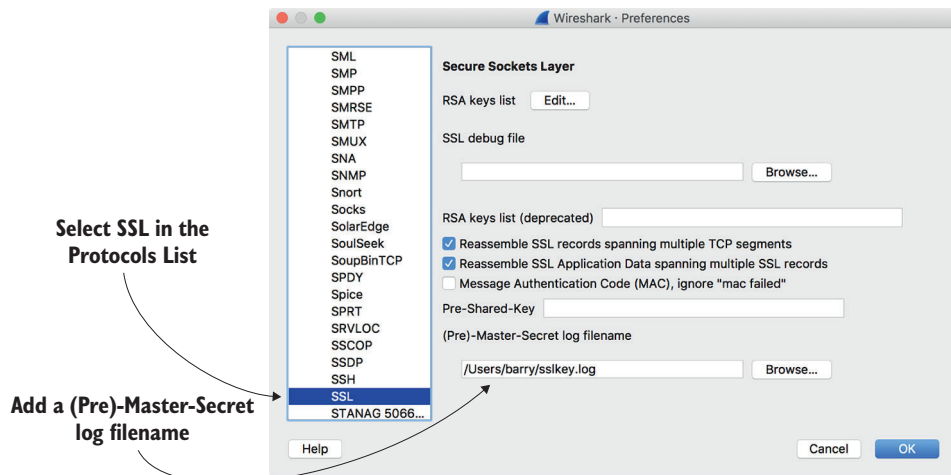 Wireshark · Preferences
SML
SMP
SMPP
SMRSE
SMTP
SMUX
SNA
SNMP
Snort
Socks
SolarEdge
SoulSeek
SoupBinTCP
SPDY
Spice
SPRT
SRVLOC
SSCOP
SSDP
SSH
SSL
STANAG 5066...
Secure Sockets Layer
RSA keys list Edit...
SSL debug file
Browse...
RSA keys list (deprecated)
Reassemble SSL records spanning multiple TCP segments
Reassemble SSL Application Data spanning multiple SSL records
Message Authentication Code (MAC), ignore "mac failed"
Pre-Shared-Key
(Pre)-Master-Secret log filename
/Users/barry/sslkey.log Browse...
Help Cancel OK
Select SSL in the
Protocols List
Add a (Pre)-Master-Secret
log filename